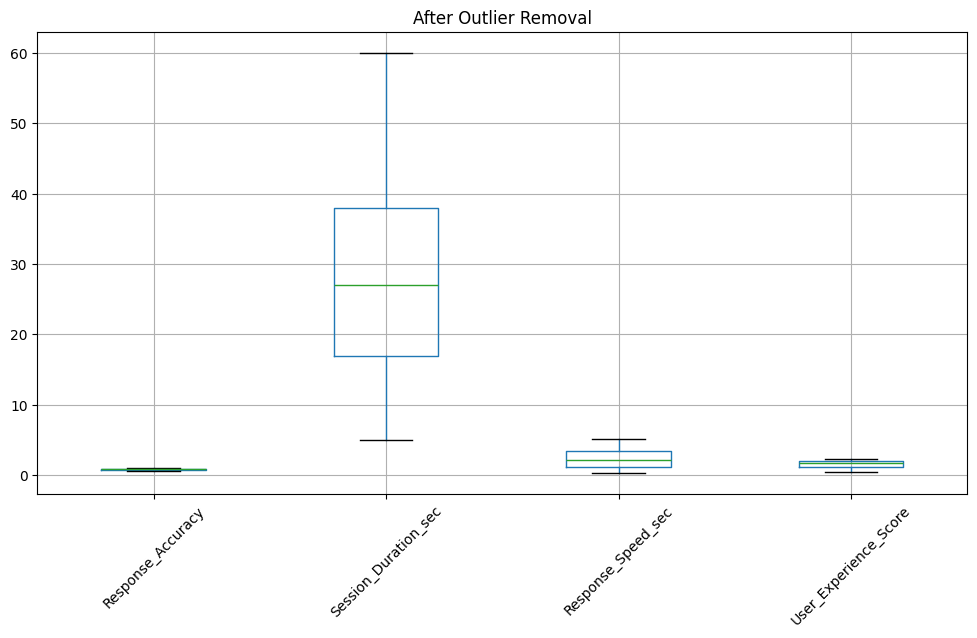 After Outlier Removal
60
50
40
30
20
10
0
Response_Accuracy
Session_Duration_sec
Response_Speed_sec
User_Experience_Score